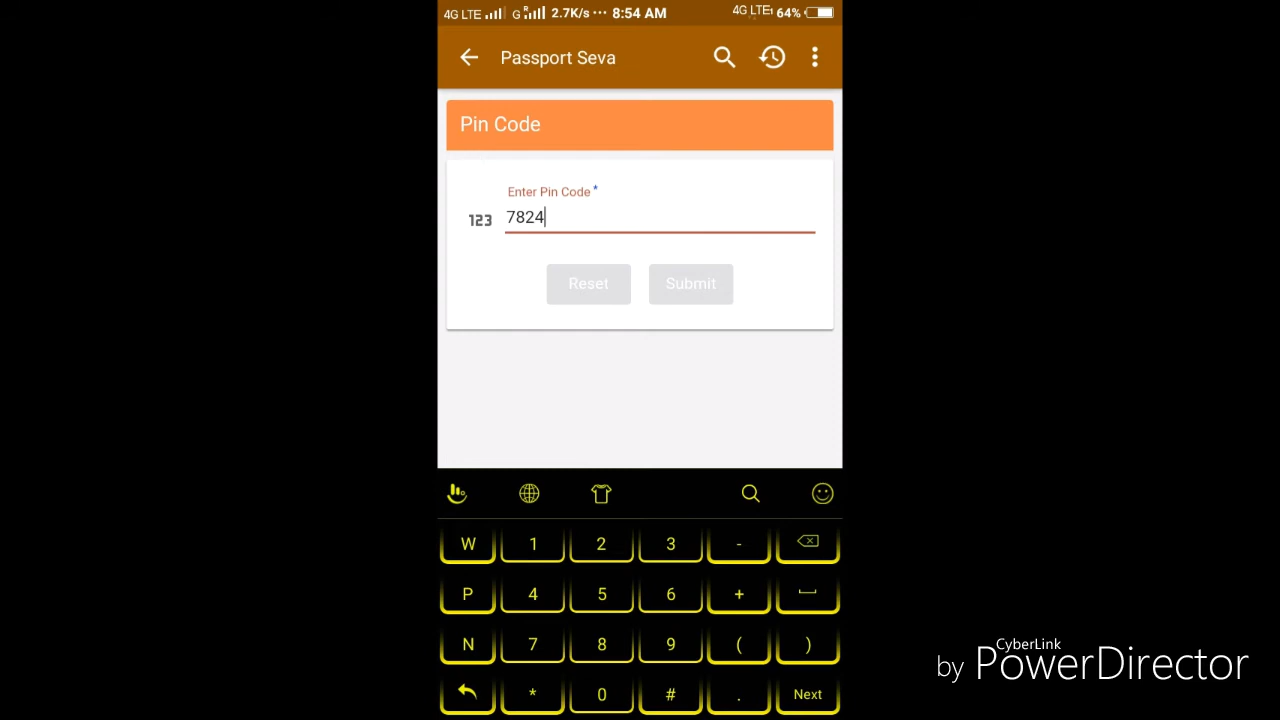 4G LTE G R 2.7K/s ··· 8:54 AM 4G LTE 64%
Passport Seva
Pin Code
Enter Pin Code *
123 7824
Reset Submit
W 1 2 3 -
P 4 5 6 +
N 7 8 9 ( )
* 0 # . Next
CyberLink
by PowerDirector